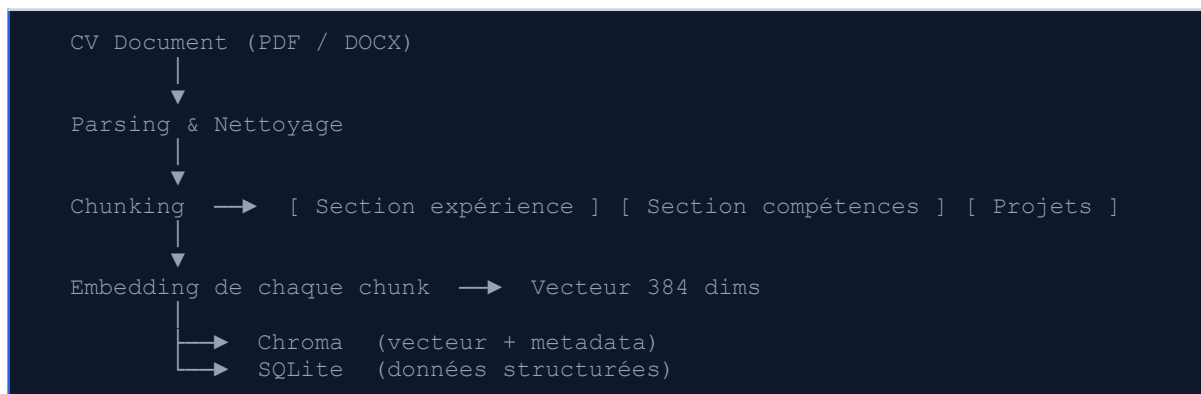 CV Document (PDF / DOCX)
Parsing & Nettoyage
Chunking ──► [ Section expérience ] [ Section compétences ] [ Projets ]
Embedding de chaque chunk ──► Vecteur 384 dims
├──► Chroma (vecteur + metadata)
└──► SQLite (données structurées)